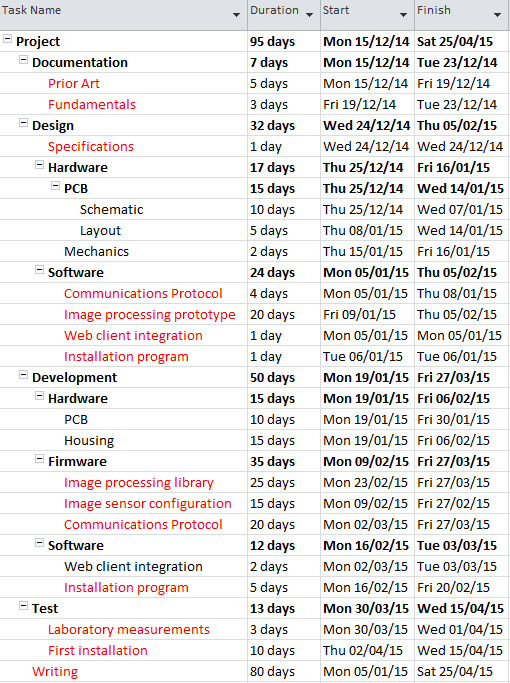 Task Name Duration Start Finish
Project 95 days Mon 15/12/14 Sat 25/04/15
Documentation 7 days Mon 15/12/14 Tue 23/12/14
Prior Art 5 days Mon 15/12/14 Fri 19/12/14
Fundamentals 3 days Fri 19/12/14 Tue 23/12/14
Design 32 days Wed 24/12/14 Thu 05/02/15
Specifications 1 day Wed 24/12/14 Wed 24/12/14
Hardware 17 days Thu 25/12/14 Fri 16/01/15
PCB 15 days Thu 25/12/14 Wed 14/01/15
Schematic 10 days Thu 25/12/14 Wed 07/01/15
Layout 5 days Thu 08/01/15 Wed 14/01/15
Mechanics 2 days Thu 15/01/15 Fri 16/01/15
Software 24 days Mon 05/01/15 Thu 05/02/15
Communications Protocol 4 days Mon 05/01/15 Thu 08/01/15
Image processing prototype 20 days Fri 09/01/15 Thu 05/02/15
Web client integration 1 day Mon 05/01/15 Mon 05/01/15
Installation program 1 day Tue 06/01/15 Tue 06/01/15
Development 50 days Mon 19/01/15 Fri 27/03/15
Hardware 15 days Mon 19/01/15 Fri 06/02/15
PCB 10 days Mon 19/01/15 Fri 30/01/15
Housing 15 days Mon 19/01/15 Fri 06/02/15
Firmware 35 days Mon 09/02/15 Fri 27/03/15
Image processing library 25 days Mon 23/02/15 Fri 27/03/15
Image sensor configuration 15 days Mon 09/02/15 Fri 27/03/15
Communications Protocol 20 days Mon 02/03/15 Fri 27/03/15
Software 12 days Mon 16/02/15 Tue 03/03/15
Web client integration 2 days Mon 02/03/15 Tue 03/03/15
Installation program 5 days Mon 16/02/15 Fri 20/02/15
Test 13 days Mon 30/03/15 Wed 15/04/15
Laboratory measurements 3 days Mon 30/03/15 Wed 01/04/15
First installation 10 days Thu 02/04/15 Wed 15/04/15
Writing 80 days Mon 05/01/15 Sat 25/04/15